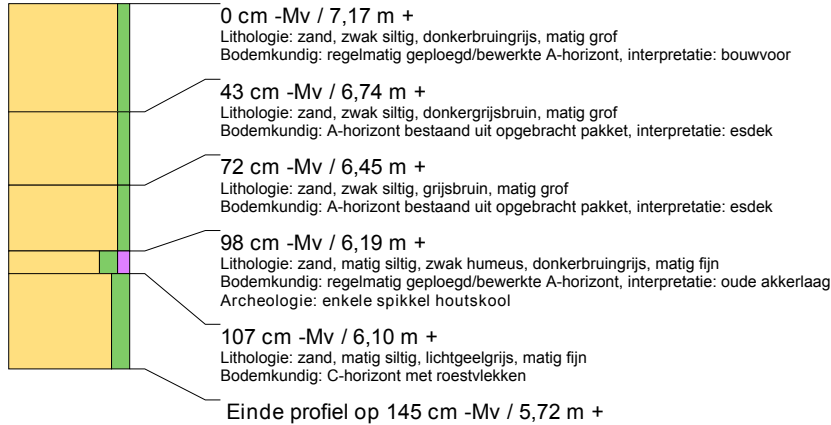 0 cm -Mv / 7,17 m +
Lithologie: zand, zwak siltig, donkerbruingrijs, matig grof
Bodemkundig: regelmatig geploegd/bewerkte A-horizont, interpretatie: bouwvoor
43 cm -Mv / 6,74 m +
Lithologie: zand, zwak siltig, donkergrijsbruin, matig grof
Bodemkundig: A-horizont bestaand uit opgebracht pakket, interpretatie: esdek
72 cm -Mv / 6,45 m +
Lithologie: zand, zwak siltig, grijsbruin, matig grof
Bodemkundig: A-horizont bestaand uit opgebracht pakket, interpretatie: esdek
98 cm -Mv / 6,19 m +
Lithologie: zand, matig siltig, zwak humeus, donkerbruingrijs, matig fijn
Bodemkundig: regelmatig geploegd/bewerkte A-horizont, interpretatie: oude akkerlaag
Archeologie: enkele spikkel houtskool
107 cm -Mv / 6,10 m +
Lithologie: zand, matig siltig, lichtgeelgrijs, matig fijn
Bodemkundig: C-horizont met roestvlekken
Einde profiel op 145 cm -Mv / 5,72 m +